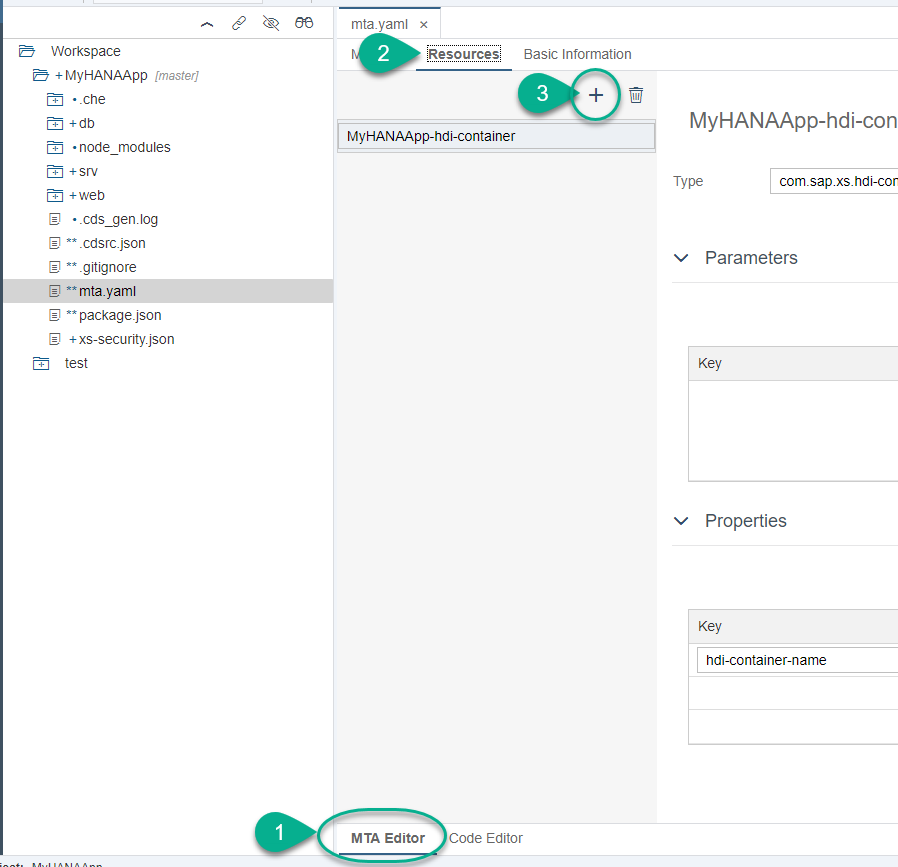 mta.yaml ×
2 Resources Basic Information
3 +
Workspace
+ MyHANAApp [master]
• .che
+ db
• node_modules
+ srv
+ web
• .cds_gen.log
** .cdsrc.json
** .gitignore
** mta.yaml
** package.json
+ xs-security.json
test
MyHANAApp-hdi-container
MyHANAApp-hdi-con
Type com.sap.xs.hdi-con
Parameters
Key
Properties
Key
hdi-container-name
1 MTA Editor Code Editor
MyHANAApp